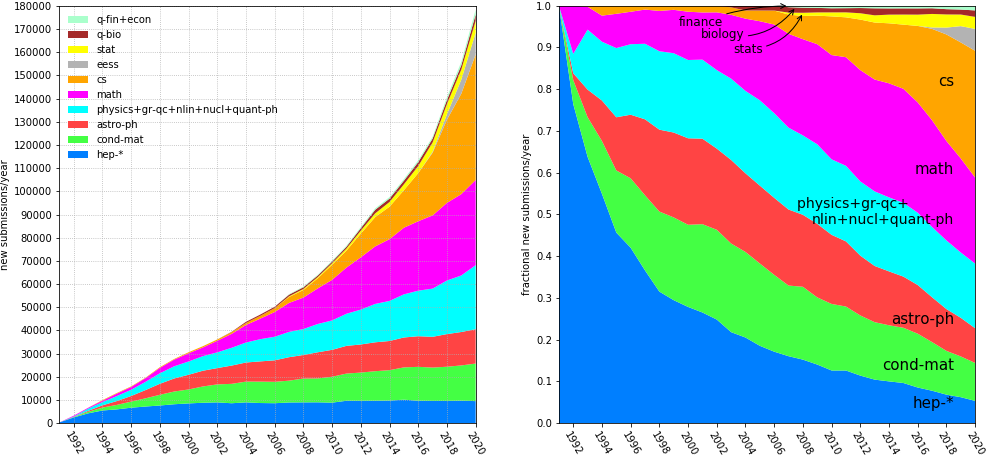 new submissions/year
180000
170000
160000
150000
140000
130000
120000
110000
100000
90000
80000
70000
60000
50000
40000
30000
20000
10000
0
q-fin+econ
q-bio
stat
eess
cs
math
physics+gr-qc+nlin+nucl+quant-ph
astro-ph
cond-mat
hep-*
1992 1994 1996 1998 2000 2002 2004 2006 2008 2010 2012 2014 2016 2018 2020
fractional new submissions/year
1.0
0.9
0.8
0.7
0.6
0.5
0.4
0.3
0.2
0.1
0.0
finance
biology
stats
cs
math
physics+gr-qc+
nlin+nucl+quant-ph
astro-ph
cond-mat
hep-*
1992 1994 1996 1998 2000 2002 2004 2006 2008 2010 2012 2014 2016 2018 2020